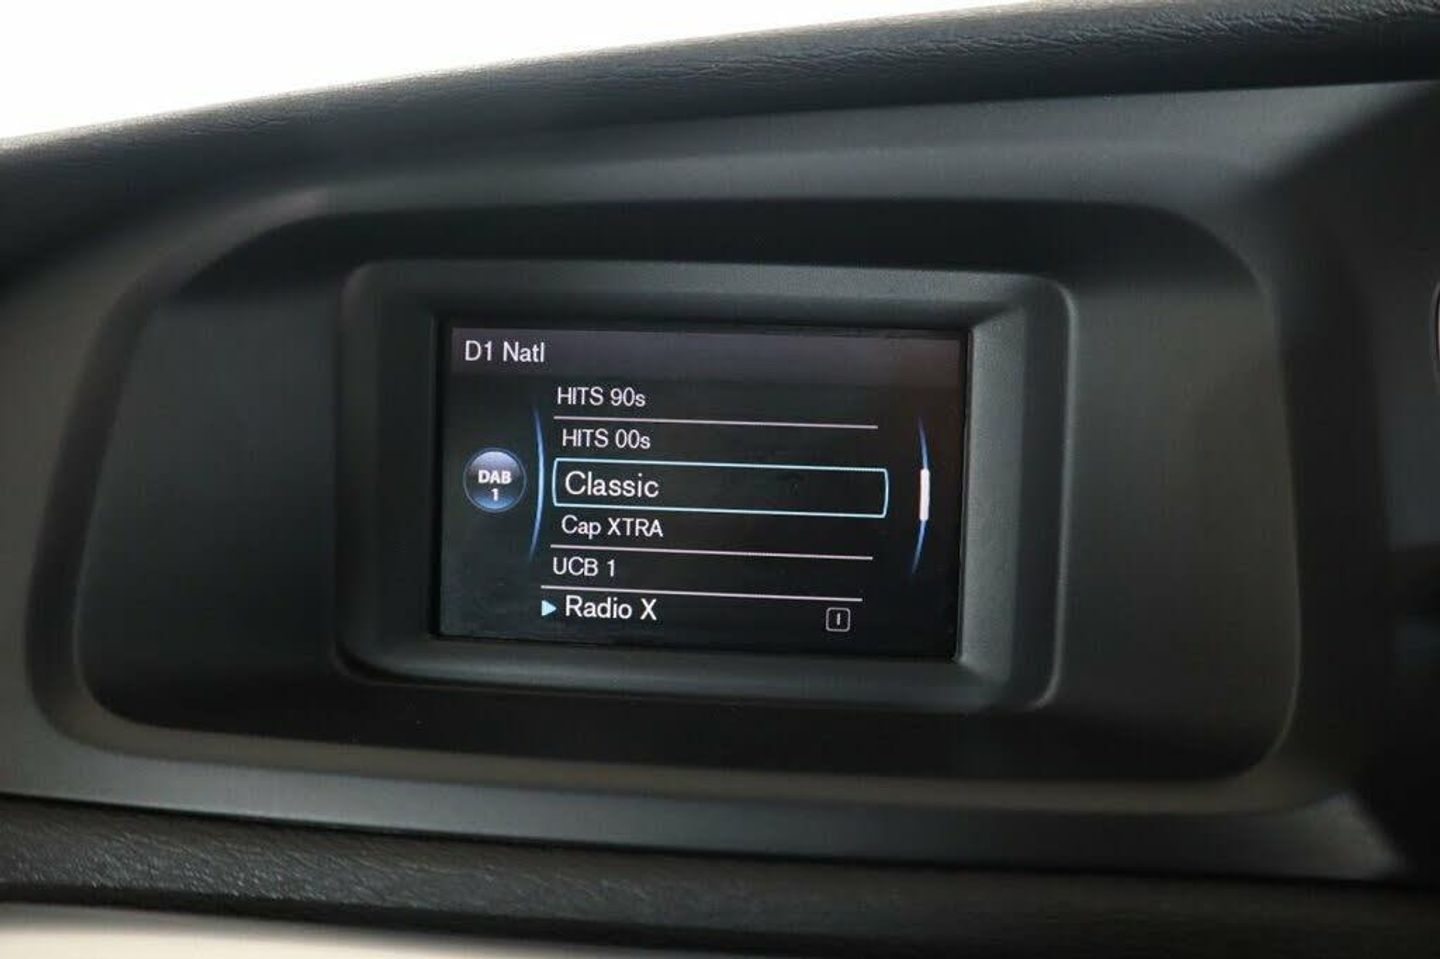 D1 Natl
HITS 90s
HITS 00s
DAB
1
Classic
Cap XTRA
UCB 1
Radio X
I